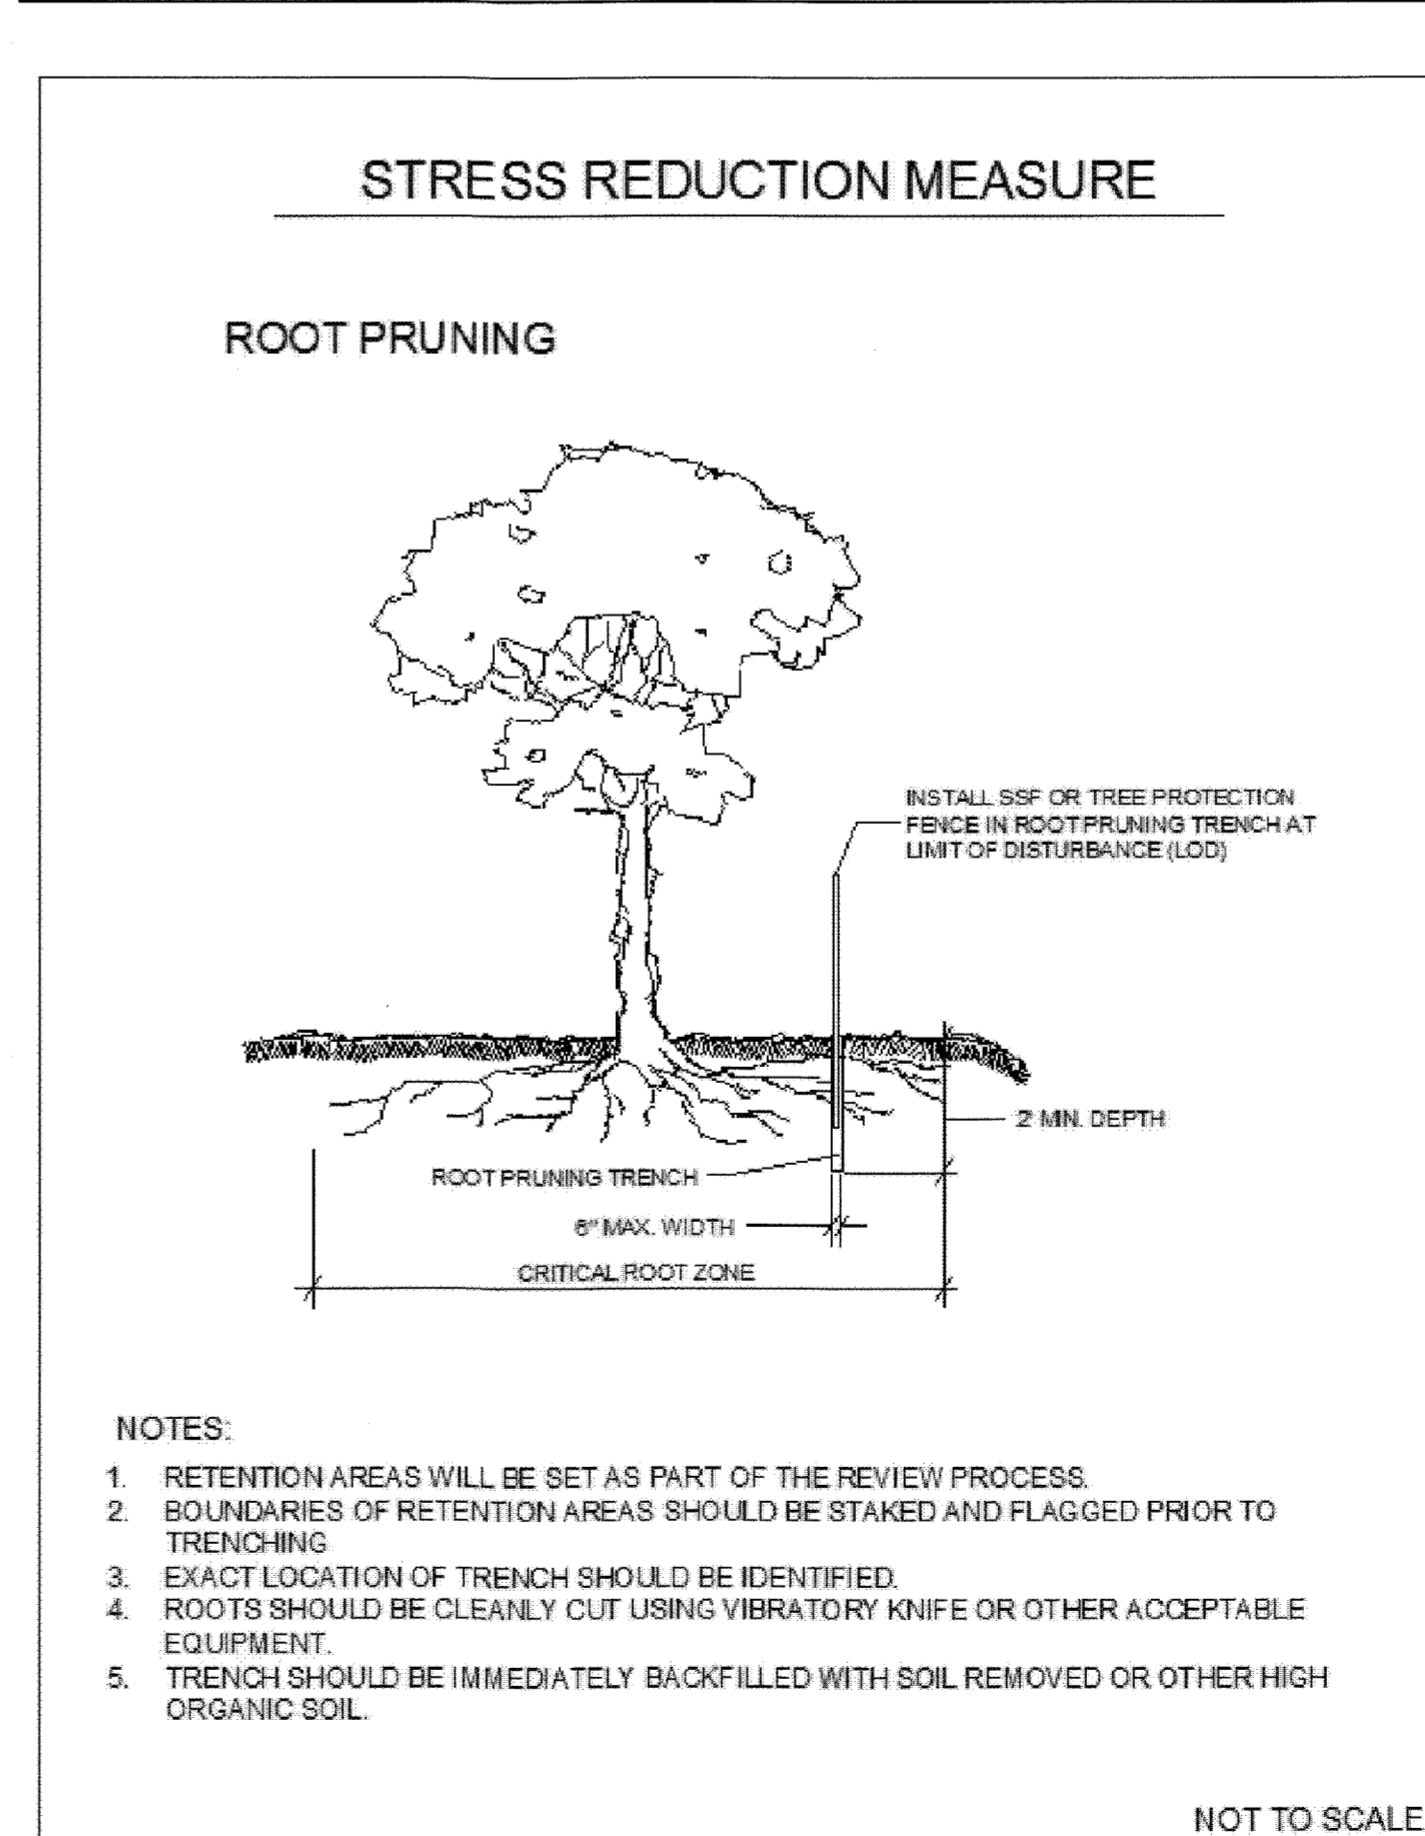 STRESS REDUCTION MEASURE
ROOT PRUNING
INSTALL SSF OR TREE PROTECTION
FENCE IN ROOT PRUNING TRENCH AT
LIMIT OF DISTURBANCE (LOD)
2' MIN. DEPTH
ROOT PRUNING TRENCH
6" MAX. WIDTH
CRITICAL ROOT ZONE
NOTES:
1. RETENTION AREAS WILL BE SET AS PART OF THE REVIEW PROCESS.
2. BOUNDARIES OF RETENTION AREAS SHOULD BE STAKED AND FLAGGED PRIOR TO
TRENCHING
3. EXACT LOCATION OF TRENCH SHOULD BE IDENTIFIED.
4. ROOTS SHOULD BE CLEANLY CUT USING VIBRATORY KNIFE OR OTHER ACCEPTABLE
EQUIPMENT.
5. TRENCH SHOULD BE IMMEDIATELY BACKFILLED WITH SOIL REMOVED OR OTHER HIGH
ORGANIC SOIL.
NOT TO SCALE